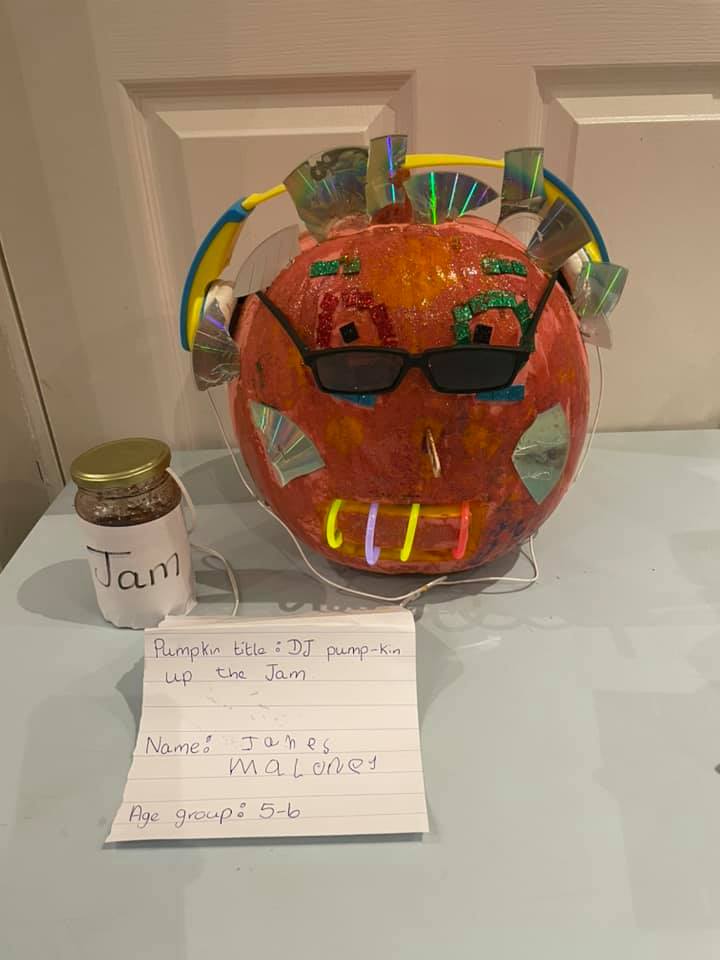 Jam
Pumpkin title: DJ pump-kin
up the Jam
Name: James
MALONEY
Age group: 5-6